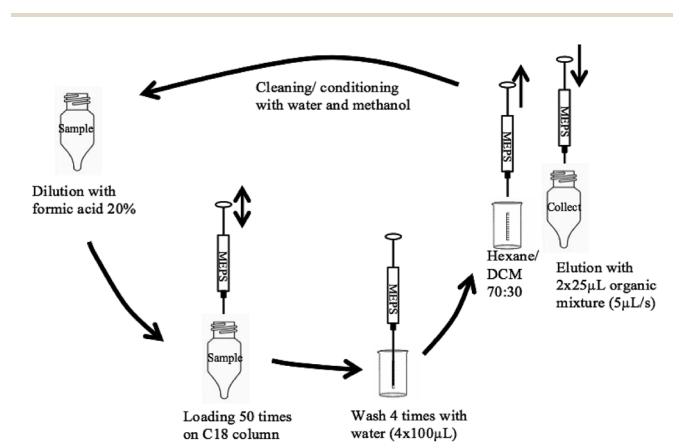 Cleaning/ conditioning
with water and methanol
Sample
Dilution with
formic acid 20%
MEPS
Sample
Loading 50 times
on C18 column
MEPS
Wash 4 times with
water (4x100µL)
MEPS
Hexane/
DCM
70:30
MEPS
Collect
Elution with
2x25µL organic
mixture (5µL/s)